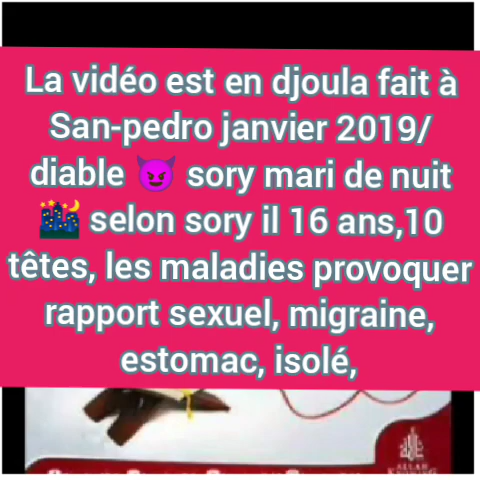 La vidéo est en djoula fait à
San-pedro janvier 2019/
diable 😈 sory mari de nuit
🌃 selon sory il 16 ans,10
têtes, les maladies provoquer
rapport sexuel, migraine,
estomac, isolé,